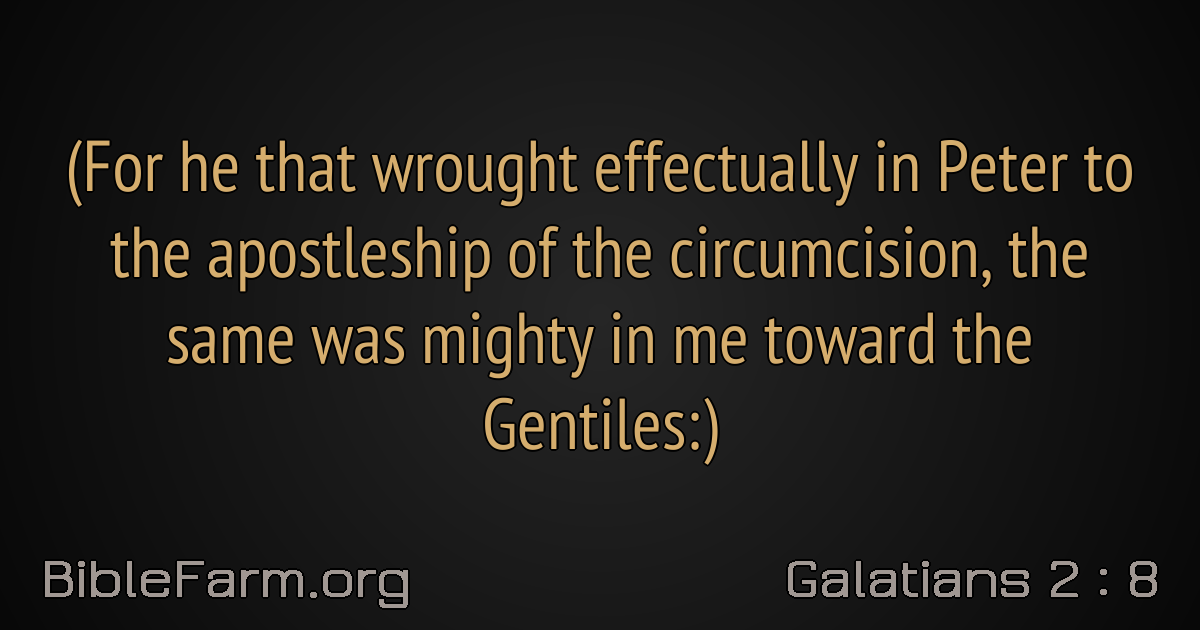 (For he that wrought effectually in Peter to
the apostleship of the circumcision, the
same was mighty in me toward the
Gentiles:)
BibleFarm.org
Galatians 2 : 8